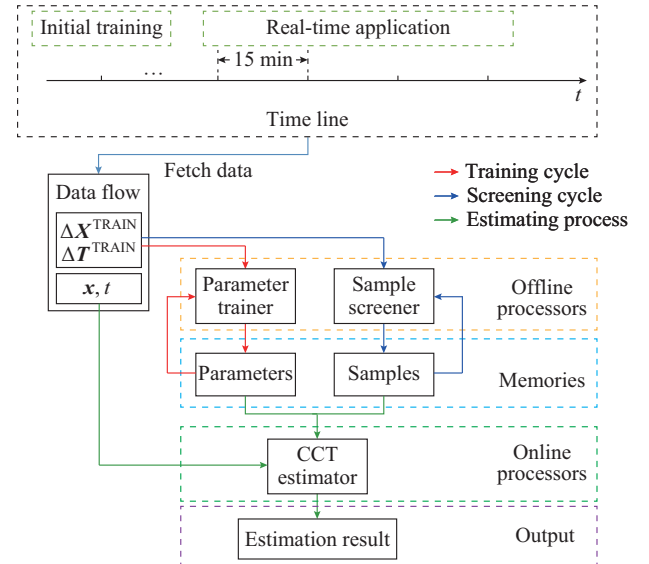 Initial training
Real-time application
15 min
...
t
Time line
Fetch data
Training cycle
Screening cycle
Estimating process
Data flow
ΔX^TRAIN
ΔT^TRAIN
x, t
Parameter
trainer
Sample
screener
Offline
processors
Parameters
Samples
Memories
CCT
estimator
Online
processors
Estimation result
Output